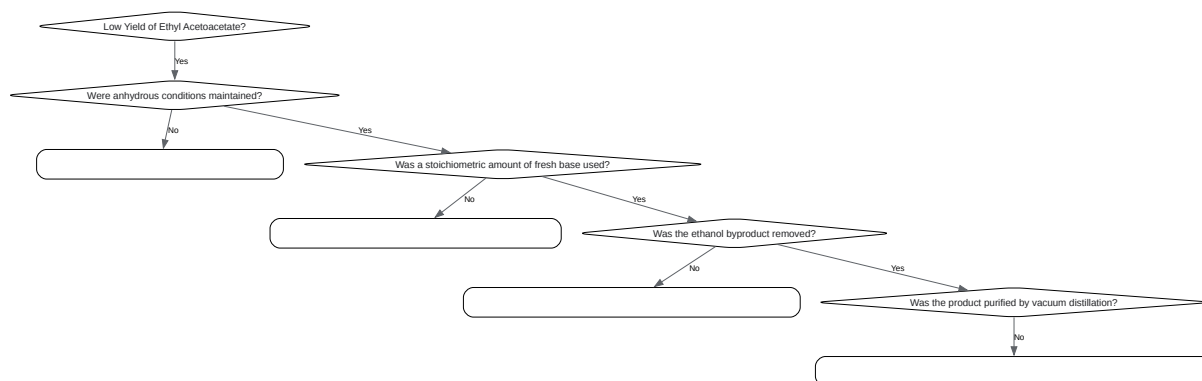 Low Yield of Ethyl Acetoacetate?
Yes
Were anhydrous conditions maintained?
No
Yes
Was a stoichiometric amount of fresh base used?
No
Yes
Was the ethanol byproduct removed?
No
Yes
Was the product purified by vacuum distillation?
No